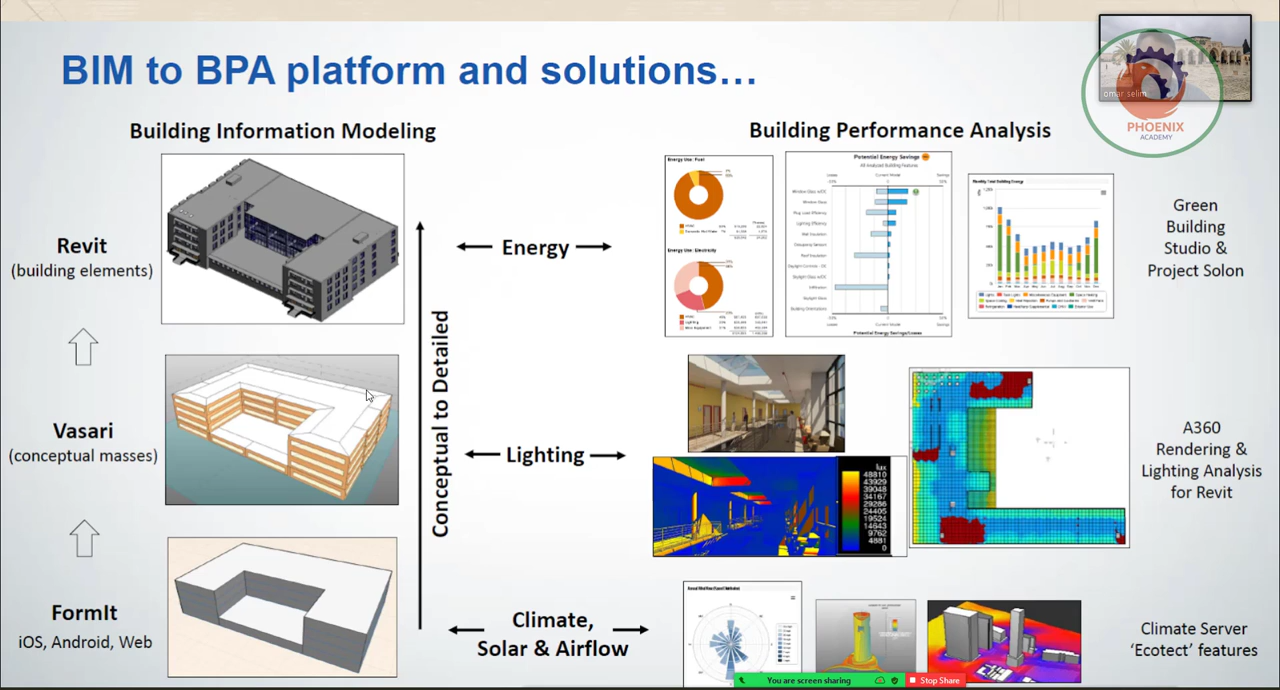 BIM to BPA platform and solutions…
omar selim
PHOENIX
ACADEMY
Building Information Modeling
Building Performance Analysis
Revit
(building elements)
Vasari
(conceptual masses)
FormIt
iOS, Android, Web
Conceptual to Detailed
Energy
Lighting
Climate,
Solar & Airflow
Energy Use: Fuel
Energy Use: Electricity
Potential Energy Savings
Monthly Total Building Energy
Green
Building
Studio &
Project Solon
lux
48810
43929
39048
34167
29286
24405
19524
14643
9762
4881
0
A360
Rendering &
Lighting Analysis
for Revit
Climate Server
‘Ecotect’ features
You are screen sharing
Stop Share